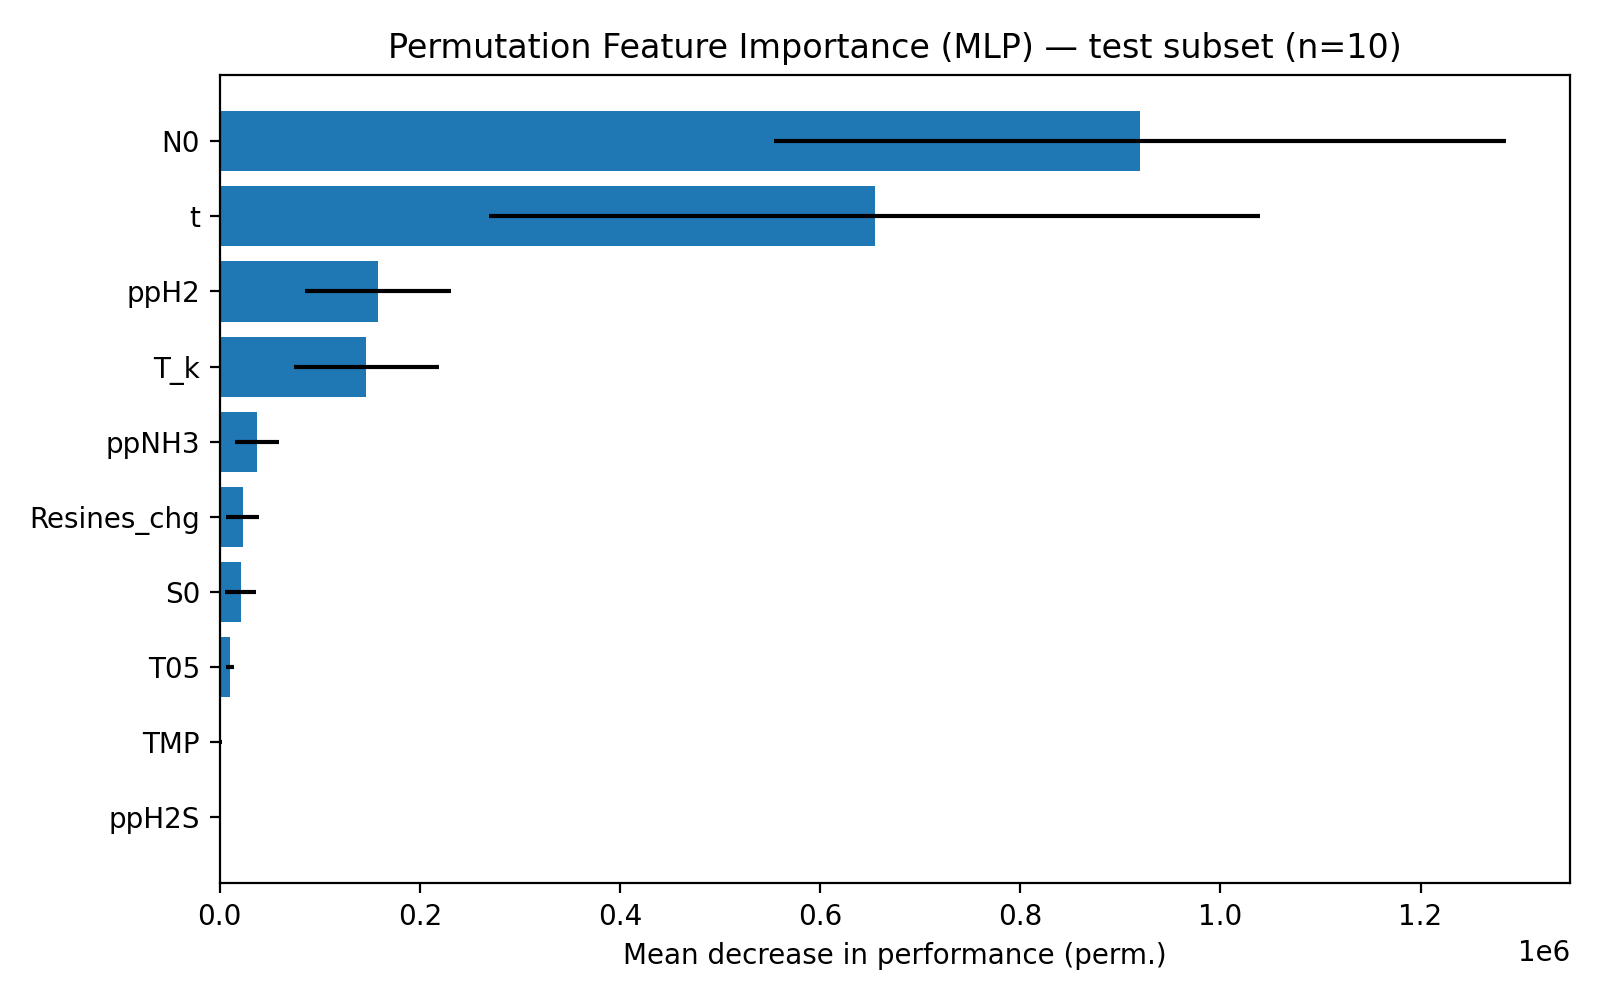 Permutation Feature Importance (MLP) — test subset (n=10)
N0
t
ppH2
T_k
ppNH3
Resines_chg
S0
T05
TMP
ppH2S
0.0 0.2 0.4 0.6 0.8 1.0 1.2
1e6
Mean decrease in performance (perm.)